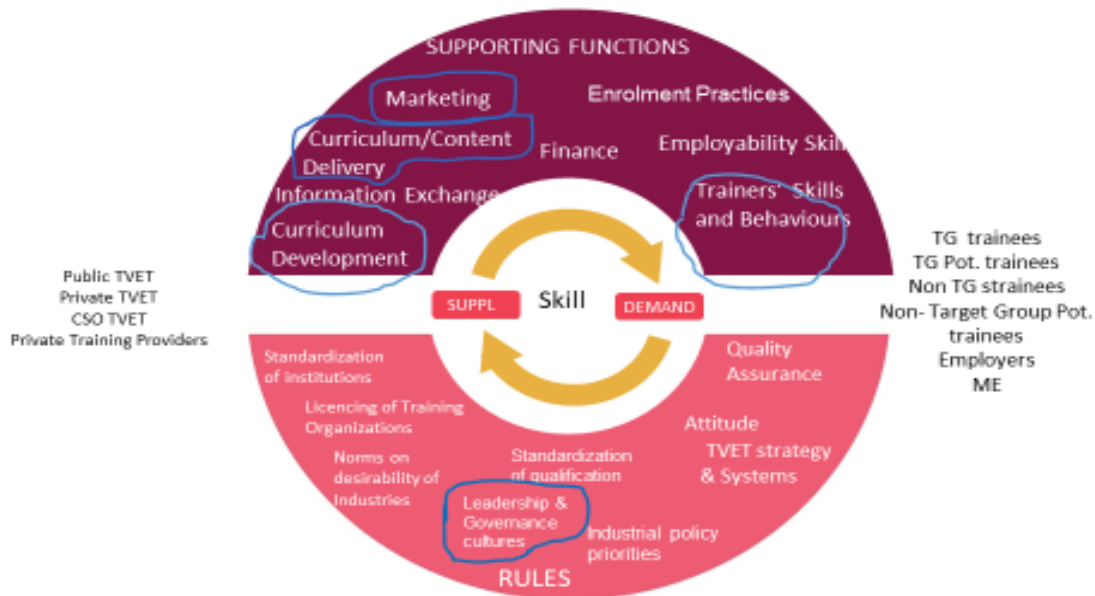 SUPPORTING FUNCTIONS
Marketing
Enrolment Practices
Curriculum/Content
Delivery
Finance
Employability Skil
Information Exchange
Trainers' Skills
and Behaviours
Curriculum
Development
Public TVET
Private TVET
CSO TVET
Private Training Providers
SUPPL
Skill
DEMAND
TG trainees
TG Pot. trainees
Non TG strainees
Non- Target Group Pot.
trainees
Employers
ME
Standardization
of institutions
Quality
Assurance
Licencing of Training
Organizations
Attitude
TVET strategy
& Systems
Norms on
desirability of
Industries
Standardization
of qualification
Leadership &
Governance
cultures
Industrial policy
priorities
RULES